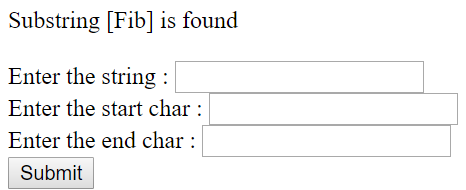 Substring [Fib] is found
Enter the string :
Enter the start char :
Enter the end char :
Submit